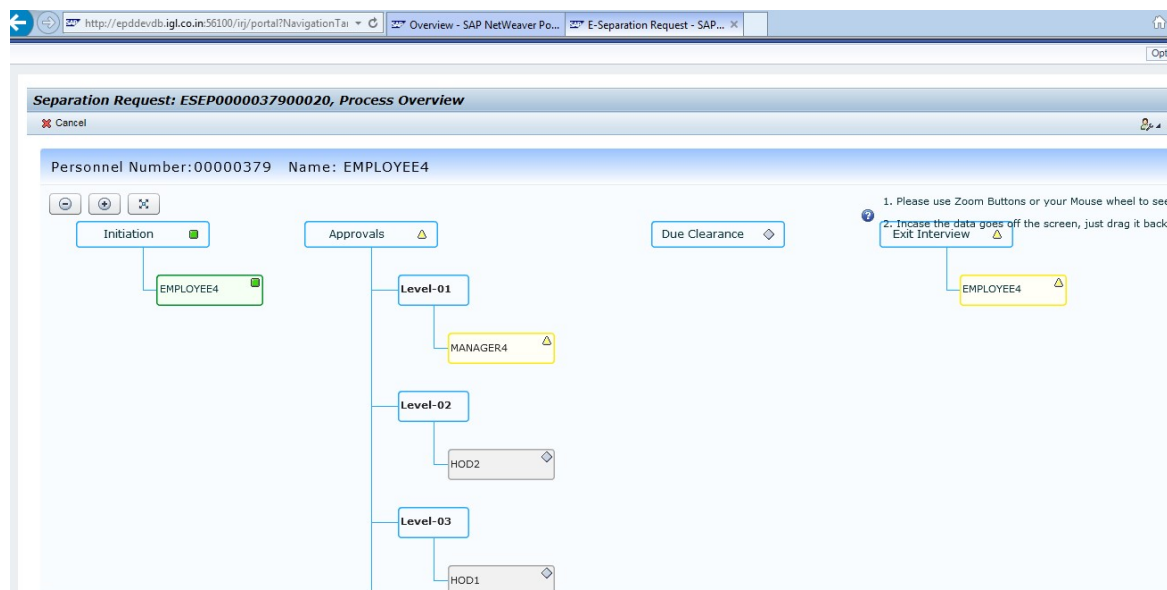 http://epddevdb.igl.co.in:56100/irj/portal?NavigationTar
Overview - SAP NetWeaver Po...
E-Separation Request - SAP...
Opt
Separation Request: ESEP0000037900020, Process Overview
Cancel
Personnel Number:00000379 Name: EMPLOYEE4
1. Please use Zoom Buttons or your Mouse wheel to see
2. Incase the data goes off the screen, just drag it back
Initiation
Approvals
Due Clearance
Exit Interview
EMPLOYEE4
Level-01
EMPLOYEE4
MANAGER4
Level-02
HOD2
Level-03
HOD1